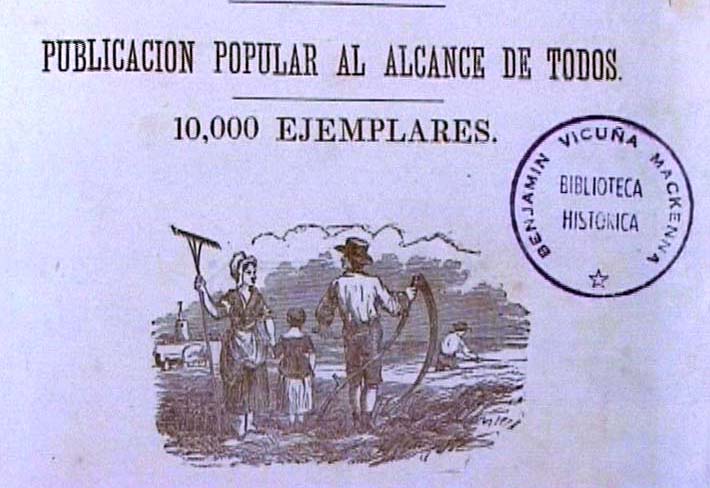 PUBLICACION POPULAR AL ALCANCE DE TODOS.
10,000 EJEMPLARES.
BENJAMIN VICUÑA MACKENNA
BIBLIOTECA
HISTORICA